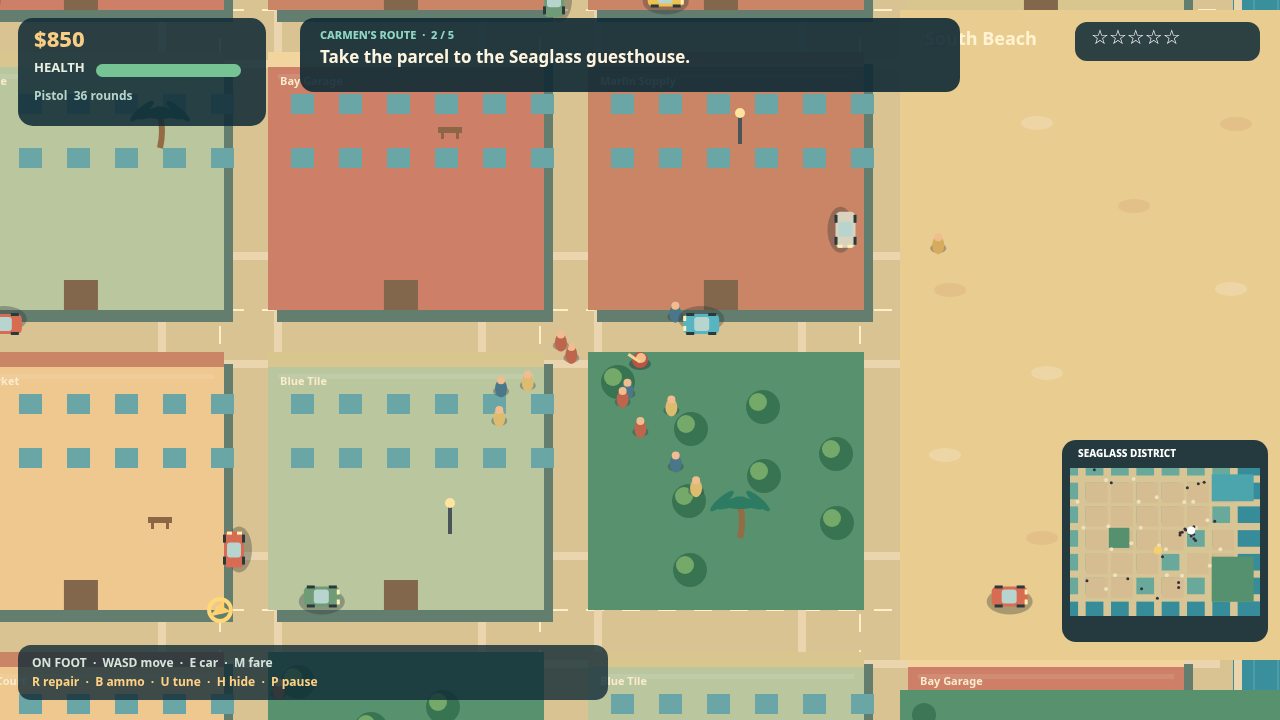 $850
HEALTH
Pistol 36 rounds
CARMEN'S ROUTE · 2 / 5
Take the parcel to the Seaglass guesthouse.
South Beach
☆☆☆☆☆
Bay Garage
Marlin Supply
Blue Tile
SEAGLASS DISTRICT
ON FOOT · WASD move · E car · M fare
R repair · B ammo · U tune · H hide · P pause
Blue Tile
Bay Garage